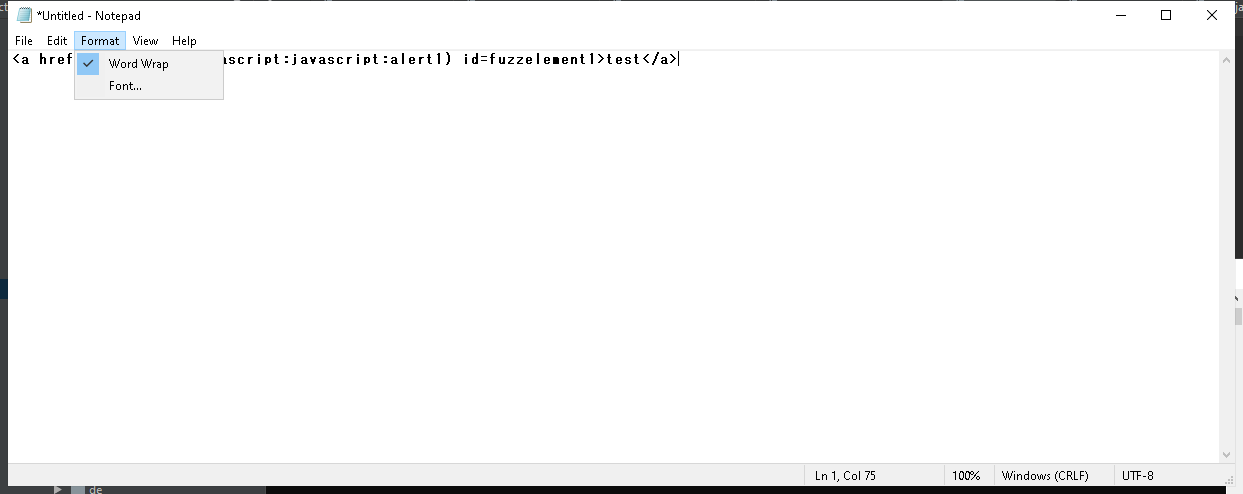 *Untitled - Notepad
File Edit Format View Help
<a href ascript:javascript:alert1) id=fuzzelement1>test</a>
Word Wrap
Font...
Ln 1, Col 75 100% Windows (CRLF) UTF-8
de